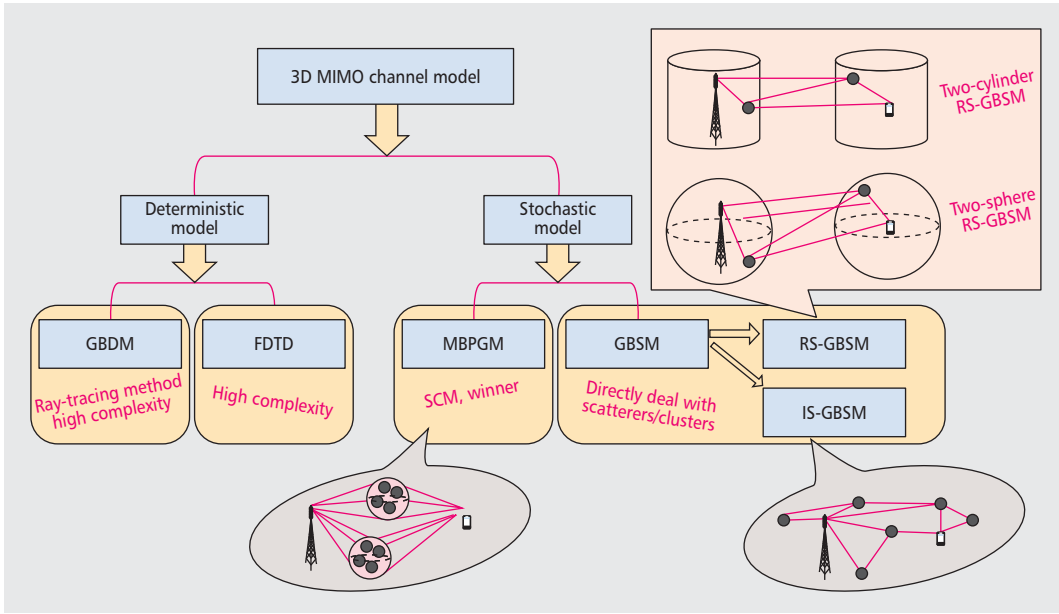 3D MIMO channel model
Two-cylinder
RS-GBSM
Two-sphere
RS-GBSM
Deterministic
model
Stochastic
model
GBDM
FDTD
MBPGM
GBSM
RS-GBSM
Ray-tracing method
high complexity
High complexity
SCM, winner
Directly deal with
scatterers/clusters
IS-GBSM